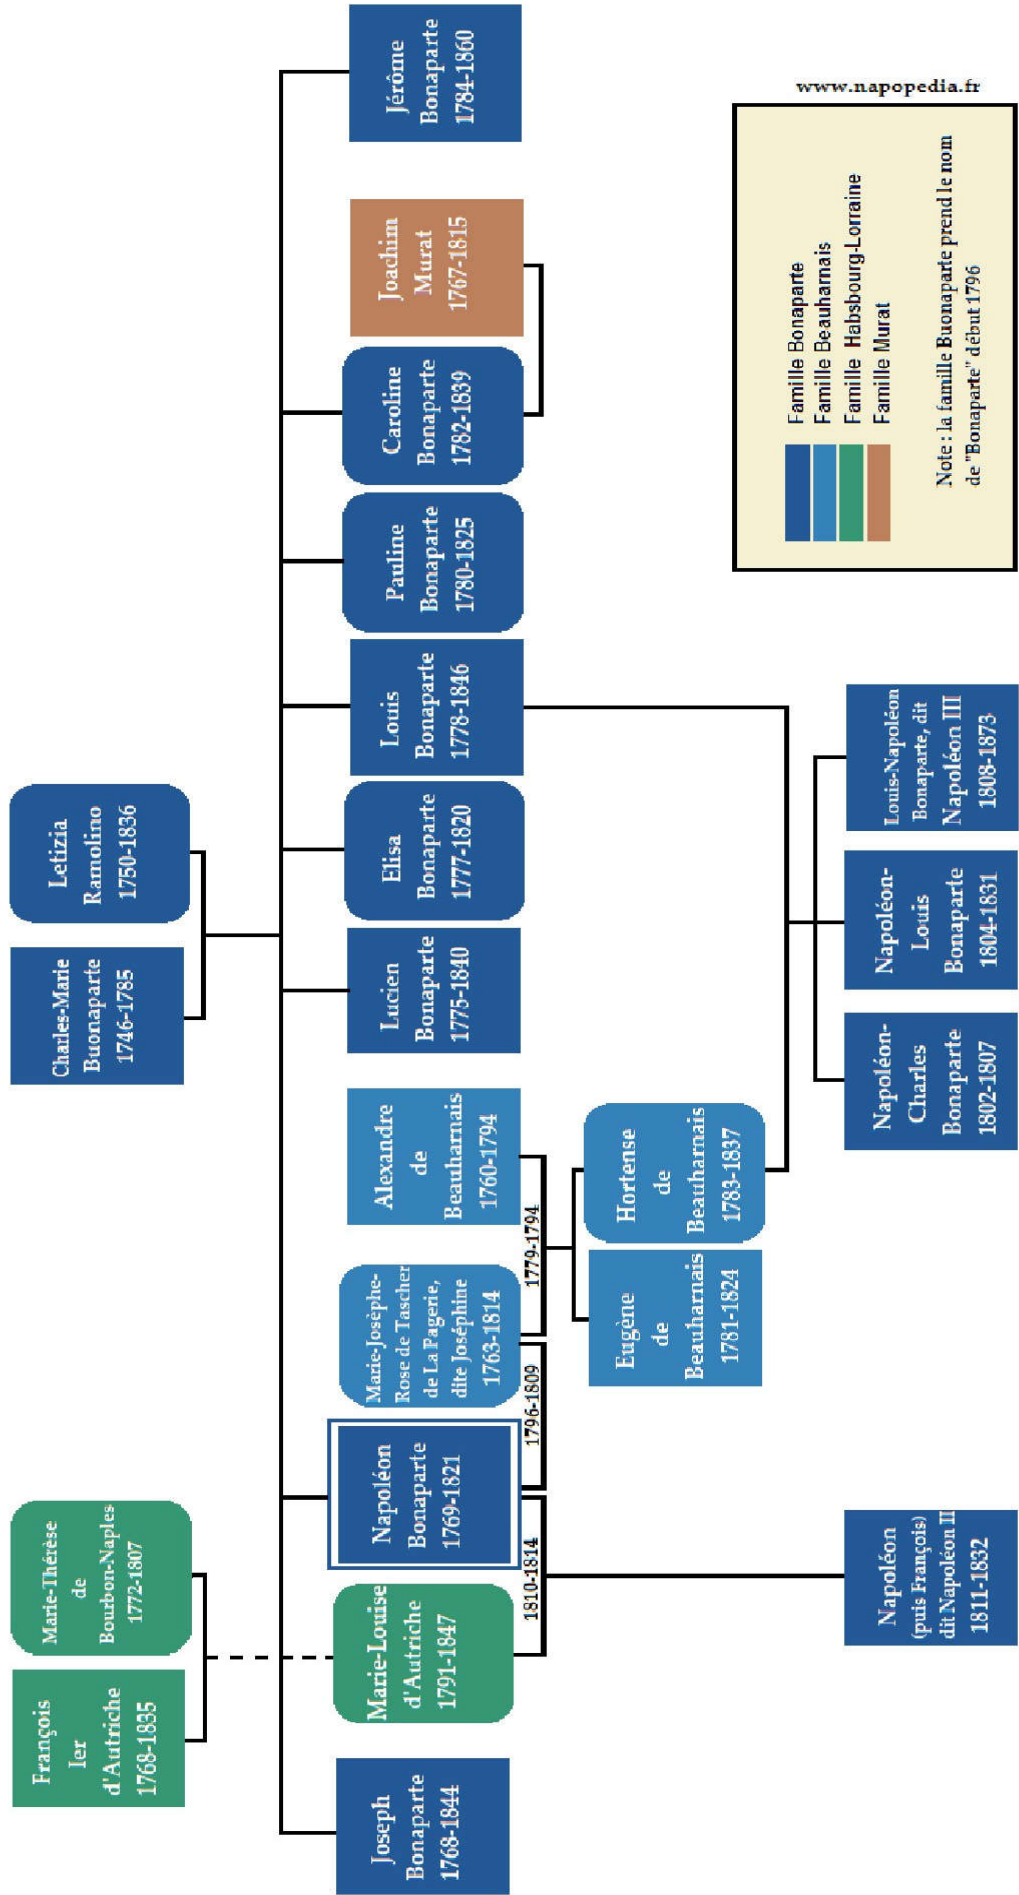 François
Ier
d'Autriche
1768-1835
Marie-Thérèse
de
Bourbon-Naples
1772-1807
Charles-Marie
Buonaparte
1746-1785
Letizia
Ramolino
1750-1836
Joseph
Bonaparte
1768-1844
Marie-Louise
d'Autriche
1791-1847
Napoléon
Bonaparte
1769-1821
Marie-Josèphe-
Rose de Tascher
de La Pagerie,
dite Joséphine
1763-1814
Alexandre
de
Beauharnais
1760-1794
Lucien
Bonaparte
1775-1840
Elisa
Bonaparte
1777-1820
Louis
Bonaparte
1778-1846
Pauline
Bonaparte
1780-1825
Caroline
Bonaparte
1782-1839
Joachim
Murat
1767-1815
Jérôme
Bonaparte
1784-1860
1810-1814
1796-1809
1779-1794
Eugène
de
Beauharnais
1781-1824
Hortense
de
Beauharnais
1783-1837
Napoléon
(puis François)
dit Napoléon II
1811-1832
Napoléon-
Charles
Bonaparte
1802-1807
Napoléon-
Louis
Bonaparte
1804-1831
Louis-Napoléon
Bonaparte, dit
Napoléon III
1808-1873
Famille Bonaparte
Famille Beauharnais
Famille Habsbourg-Lorraine
Famille Murat
Note : la famille Buonaparte prend le nom
de "Bonaparte" début 1796
www.napopedia.fr